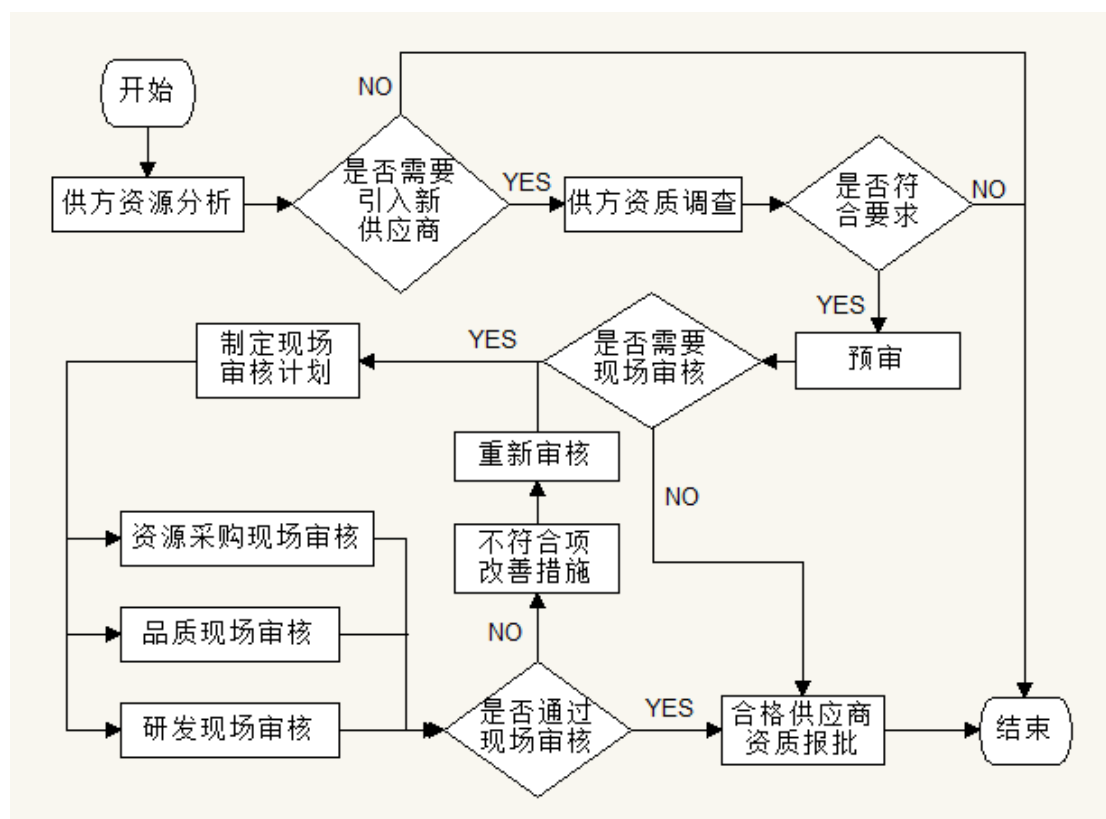 开始
NO
是否需要
引入新
供应商
YES
供方资源分析
供方资质调查
是否符
合要求
NO
YES
制定现场
审核计划
YES
是否需要
现场审核
预审
重新审核
NO
资源采购现场审核
不符合项
改善措施
品质现场审核
NO
研发现场审核
是否通过
现场审核
YES
合格供应商
资质报批
结束